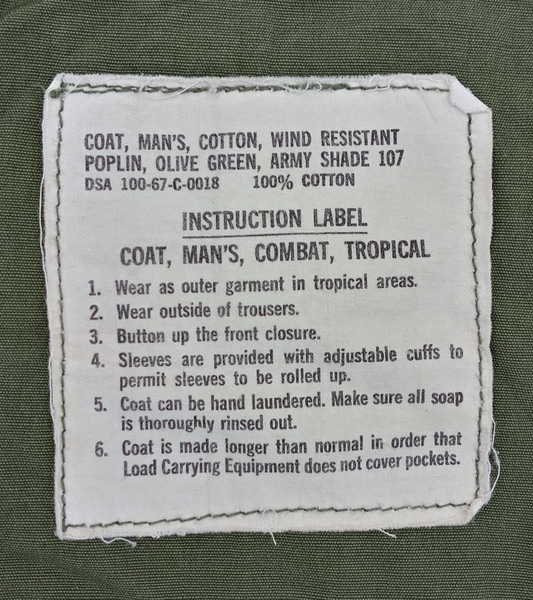 COAT, MAN'S, COTTON, WIND RESISTANT
POPLIN, OLIVE GREEN, ARMY SHADE 107
DSA 100-67-C-0018 100% COTTON
INSTRUCTION LABEL
COAT, MAN'S, COMBAT, TROPICAL
1. Wear as outer garment in tropical areas.
2. Wear outside of trousers.
3. Button up the front closure.
4. Sleeves are provided with adjustable cuffs to
permit sleeves to be rolled up.
5. Coat can be hand laundered. Make sure all soap
is thoroughly rinsed out.
6. Coat is made longer than normal in order that
Load Carrying Equipment does not cover pockets.